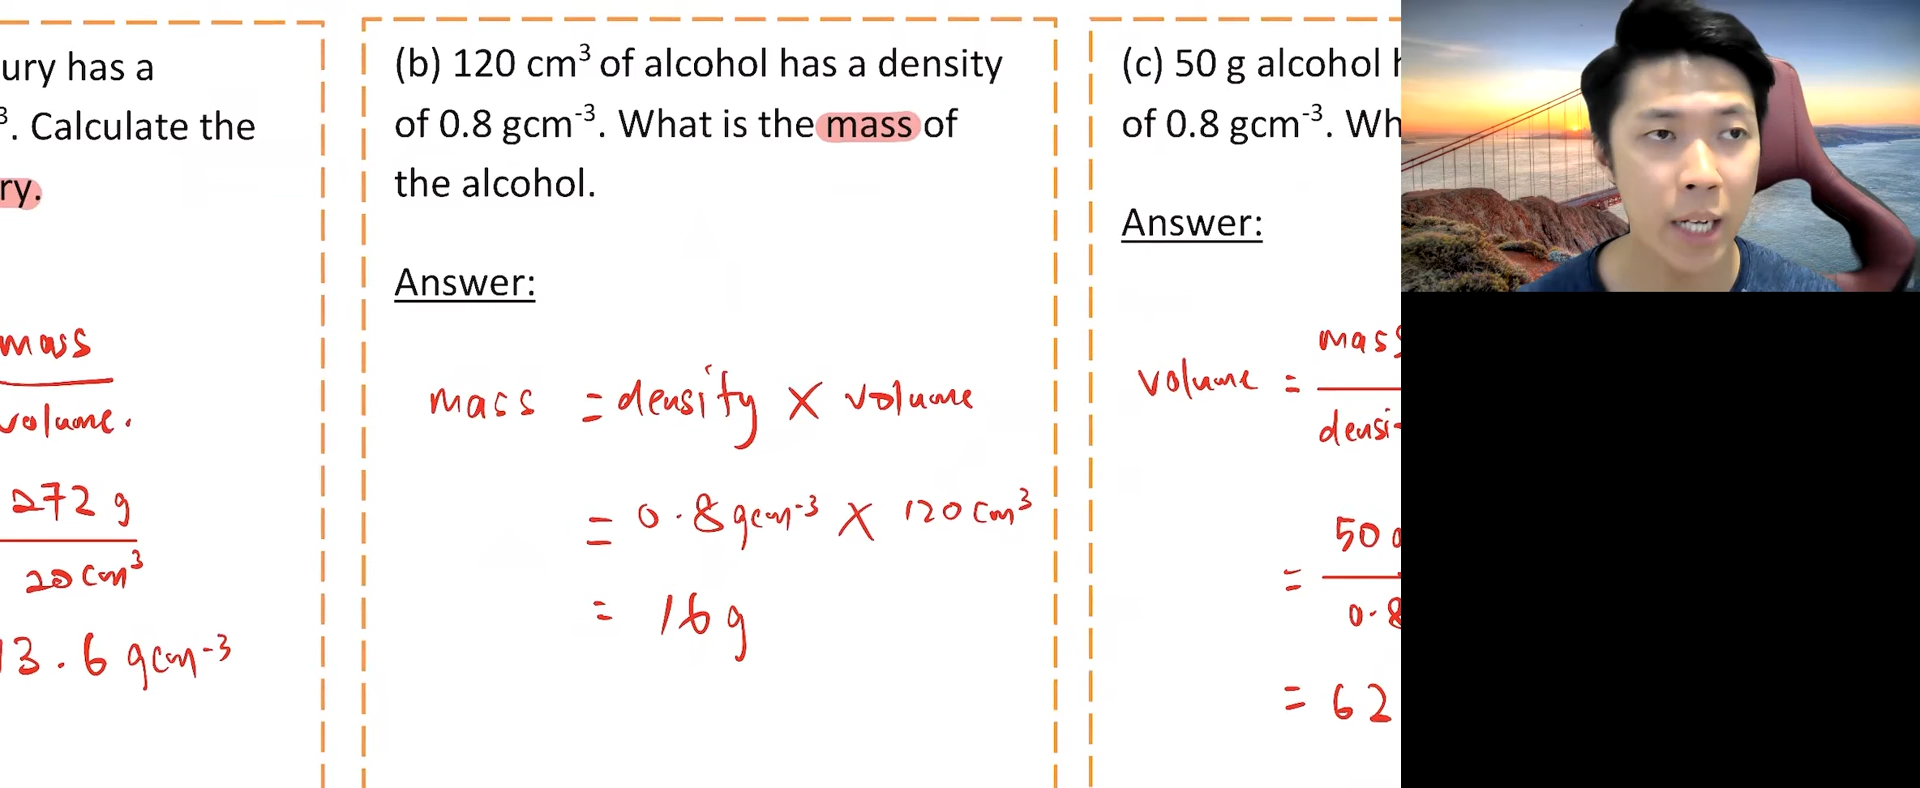 ury has a
³. Calculate the
ry.
mass
volume.
272 g
20 cm³
13.6 gcm⁻³
(b) 120 cm³ of alcohol has a density
of 0.8 gcm⁻³. What is the mass of
the alcohol.
Answer:
mass = density × volume
= 0.8 gcm⁻³ × 120 cm³
= 16 g
(c) 50 g alcohol h
of 0.8 gcm⁻³. Wh
Answer:
volume = mass
densi
= 50 g
0.8
= 62